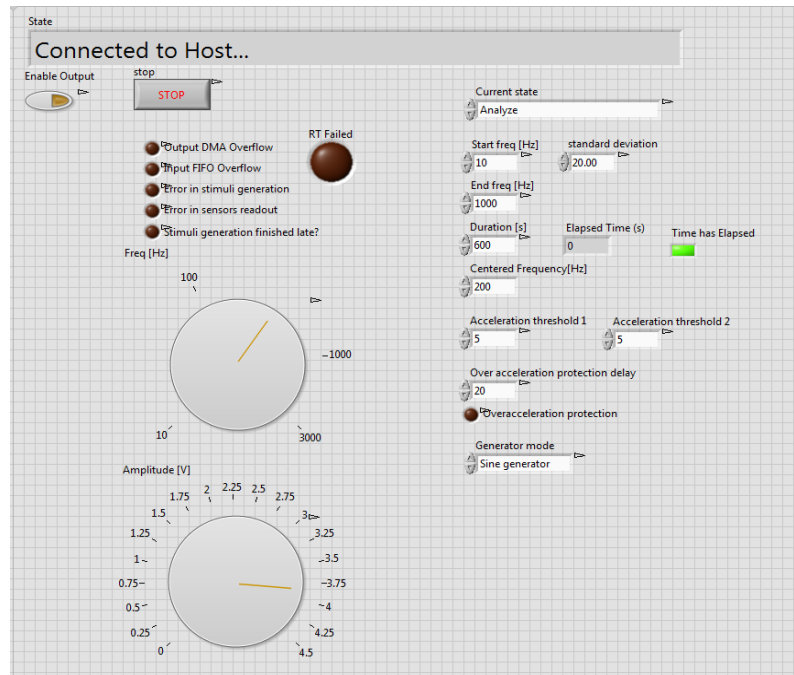 State
Connected to Host...
Enable Output
stop
STOP
Current state
Analyze
RT Failed
Output DMA Overflow
Input FIFO Overflow
Error in stimuli generation
Error in sensors readout
Stimuli generation finished late?
Start freq [Hz]
standard deviation
10
20.00
End freq [Hz]
1000
Duration [s]
Elapsed Time (s)
Time has Elapsed
600
0
Centered Frequency[Hz]
200
Acceleration threshold 1
Acceleration threshold 2
5
5
Over acceleration protection delay
20
Overacceleration protection
Generator mode
Sine generator
Freq [Hz]
100
1000
10
3000
Amplitude [V]
0
0.25
0.5
0.75
1
1.25
1.5
1.75
2
2.25
2.5
2.75
3
3.25
3.5
3.75
4
4.25
4.5